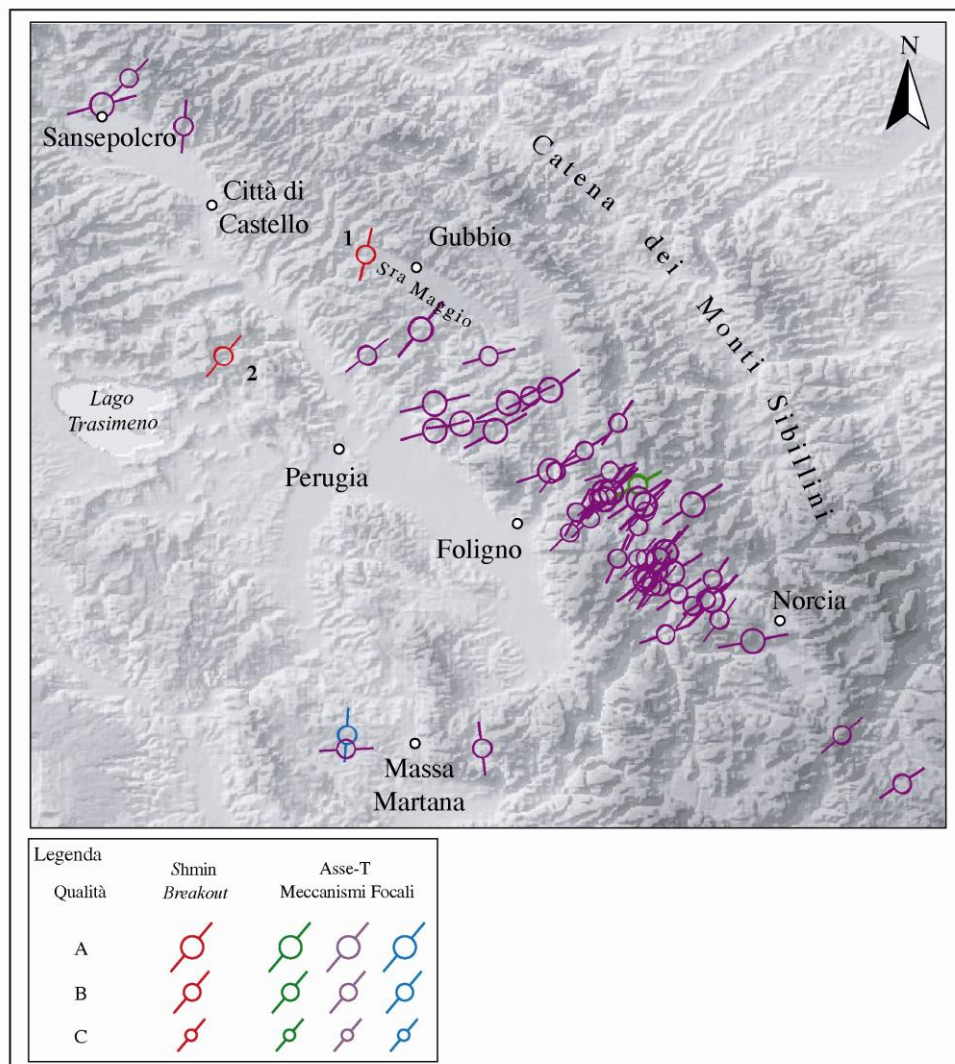 N
Sansepolcro
Catena
dei Monti
Sibillini
Città di
Castello
1
Gubbio
Sra Maggio
2
Lago
Trasimeno
Perugia
Foligno
Norcia
Massa
Martana
Legenda
Qualità
Shmin
Breakout
Asse-T
Meccanismi Focali
A
B
C